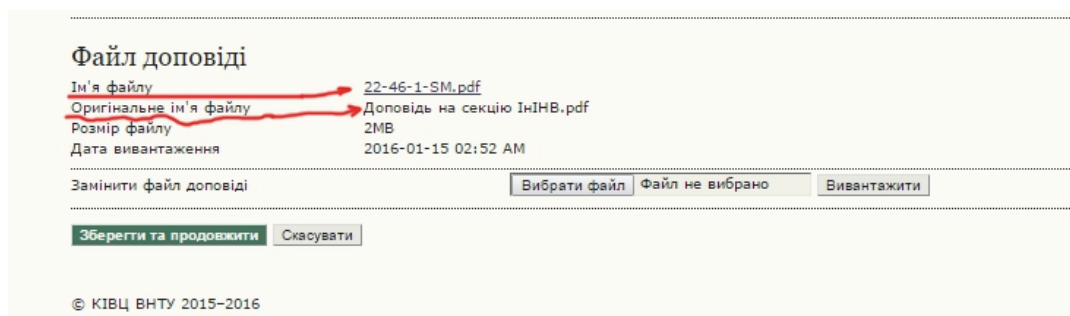 Файл доповіді
Ім'я файлу 22-46-1-SM.pdf
Оригінальне ім'я файлу Доповідь на секцію ІнІНВ.pdf
Розмір файлу 2MB
Дата вивантаження 2016-01-15 02:52 AM
Замінити файл доповіді Вибрати файл Файл не вибрано Вивантажити
Зберегти та продовжити Скасувати
© КІВЦ ВНТУ 2015–2016